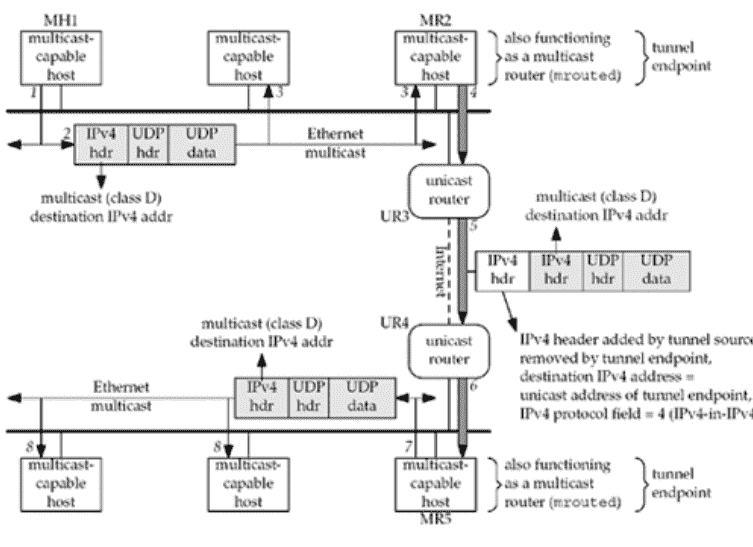 MH1
MR2
multicast-
capable
host
multicast-
capable
host
multicast-
capable
host
also functioning
as a multicast
router (mrouted)
tunnel
endpoint
1
3
3
4
2
IPv4
hdr
UDP
hdr
UDP
data
Ethernet
multicast
multicast (class D)
destination IPv4 addr
unicast
router
UR3
5
multicast (class D)
destination IPv4 addr
Internet
IPv4
hdr
IPv4
hdr
UDP
hdr
UDP
data
UR4
unicast
router
6
IPv4 header added by tunnel source
removed by tunnel endpoint,
destination IPv4 address =
unicast address of tunnel endpoint,
IPv4 protocol field = 4 (IPv4-in-IPv4
multicast (class D)
destination IPv4 addr
Ethernet
multicast
IPv4
hdr
UDP
hdr
UDP
data
8
8
7
multicast-
capable
host
multicast-
capable
host
multicast-
capable
host
MR5
also functioning
as a multicast
router (mrouted)
tunnel
endpoint